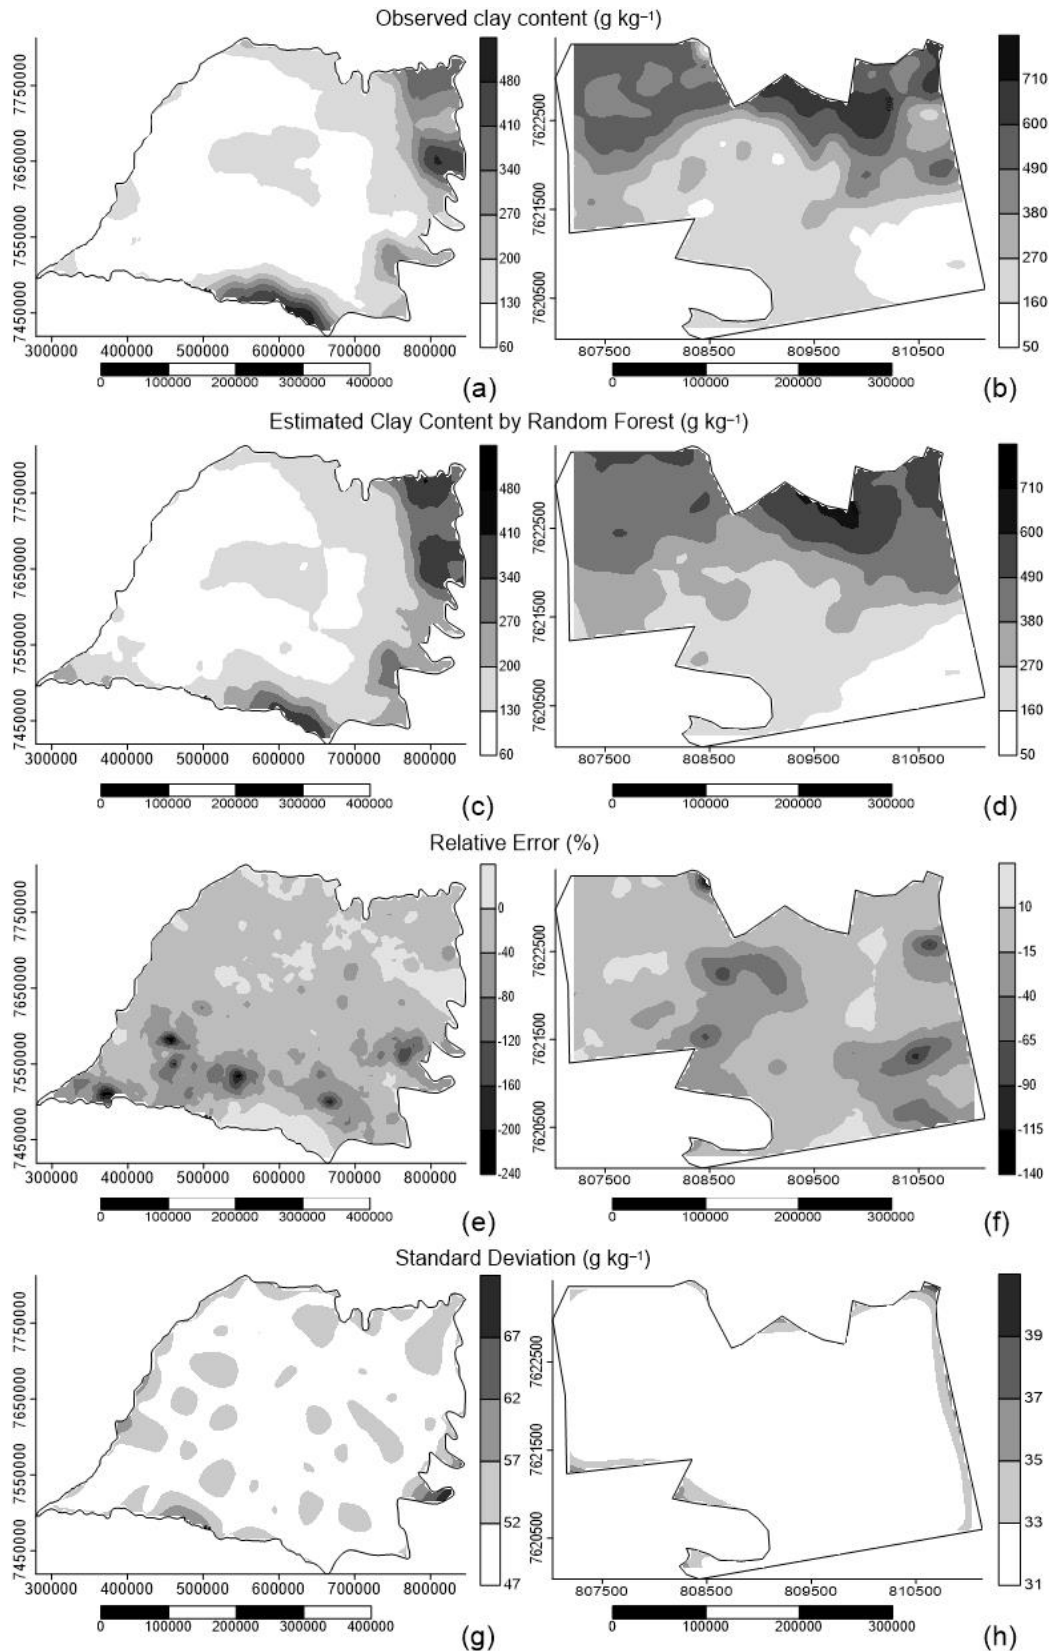 Observed clay content (g kg⁻¹)
7750000
7650000
7550000
7450000
480
410
340
270
200
130
60
300000 400000 500000 600000 700000 800000
0 100000 200000 300000 400000
(a)
7622500
7621500
7620500
710
600
490
380
270
160
50
807500 808500 809500 810500
0 100000 200000 300000
(b)
Estimated Clay Content by Random Forest (g kg⁻¹)
7750000
7650000
7550000
7450000
480
410
340
270
200
130
60
300000 400000 500000 600000 700000 800000
0 100000 200000 300000 400000
(c)
7622500
7621500
7620500
710
600
490
380
270
160
50
807500 808500 809500 810500
0 100000 200000 300000
(d)
Relative Error (%)
7750000
7650000
7550000
7450000
0
-40
-80
-120
-160
-200
-240
300000 400000 500000 600000 700000 800000
0 100000 200000 300000 400000
(e)
7622500
7621500
7620500
10
-15
-40
-65
-90
-115
-140
807500 808500 809500 810500
0 100000 200000 300000
(f)
Standard Deviation (g kg⁻¹)
7750000
7650000
7550000
7450000
67
62
57
52
47
300000 400000 500000 600000 700000 800000
0 100000 200000 300000 400000
(g)
7622500
7621500
7620500
39
37
35
33
31
807500 808500 809500 810500
0 100000 200000 300000
(h)